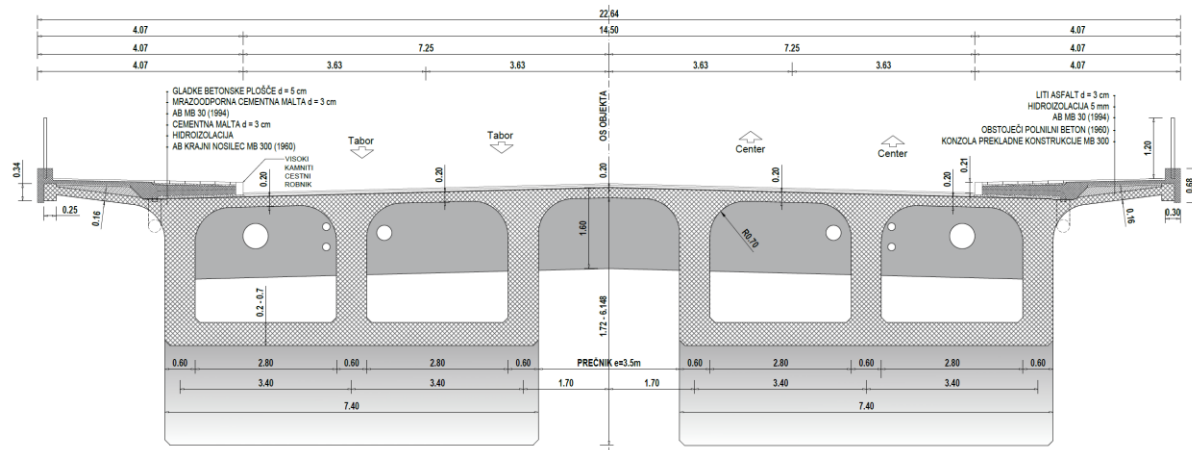 22.64
4.07 14.50 4.07
4.07 7.25 7.25 4.07
4.07 3.63 3.63 3.63 3.63 4.07
GLADKE BETONSKE PLOŠČE d = 5 cm
MRAZOODPORNA CEMENTNA MALTA d = 3 cm
AB MB 30 (1994)
CEMENTNA MALTA d = 3 cm
HIDROIZOLACIJA
AB KRAJNI NOSILEC MB 300 (1960)
VISOKI
KAMNITI
CESTNI
ROBNIK
Tabor
Tabor
OS OBJEKTA
Center
Center
LITI ASFALT d = 3 cm
HIDROIZOLACIJA 5 mm
AB MB 30 (1994)
OBSTOJEČI POLNILNI BETON (1960)
KONZOLA PREKLADNE KONSTRUKCIJE MB 300
1.20
0.34
0.25
0.16
0.20
0.20
0.20
0.20
0.20
0.21
0.68
0.30
0.16
1.60
R0.70
0.2 - 0.7
1.72 - 6.148
0.60 2.80 0.60 2.80 0.60 PREČNIK e=3.5m 0.60 2.80 0.60 2.80 0.60
3.40 3.40 1.70 1.70 3.40 3.40
7.40 7.40